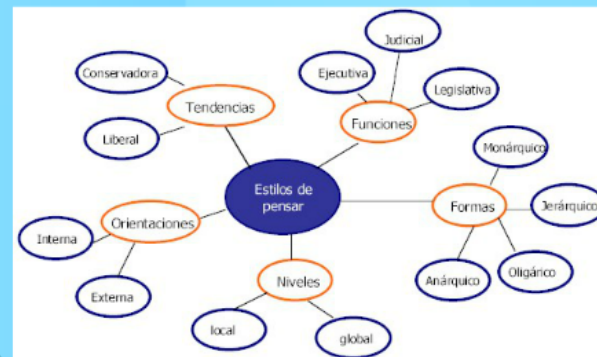 Judicial
Conservadora
Ejecutiva
Legislativa
Tendencias
Funciones
Liberal
Monárquico
Estilos de
pensar
Formas
Jerárquico
Orientaciones
Interna
Anárquico
Oligárico
Niveles
Externa
local
global